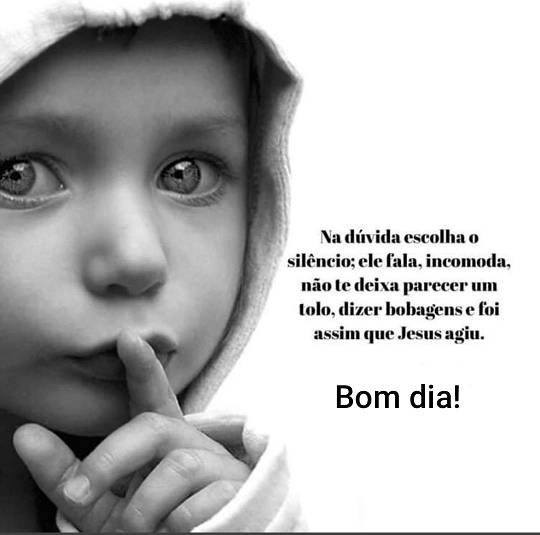 Na dúvida escolha o
silêncio; ele fala, incomoda,
não te deixa parecer um
tolo, dizer bobagens e foi
assim que Jesus agiu.
Bom dia!